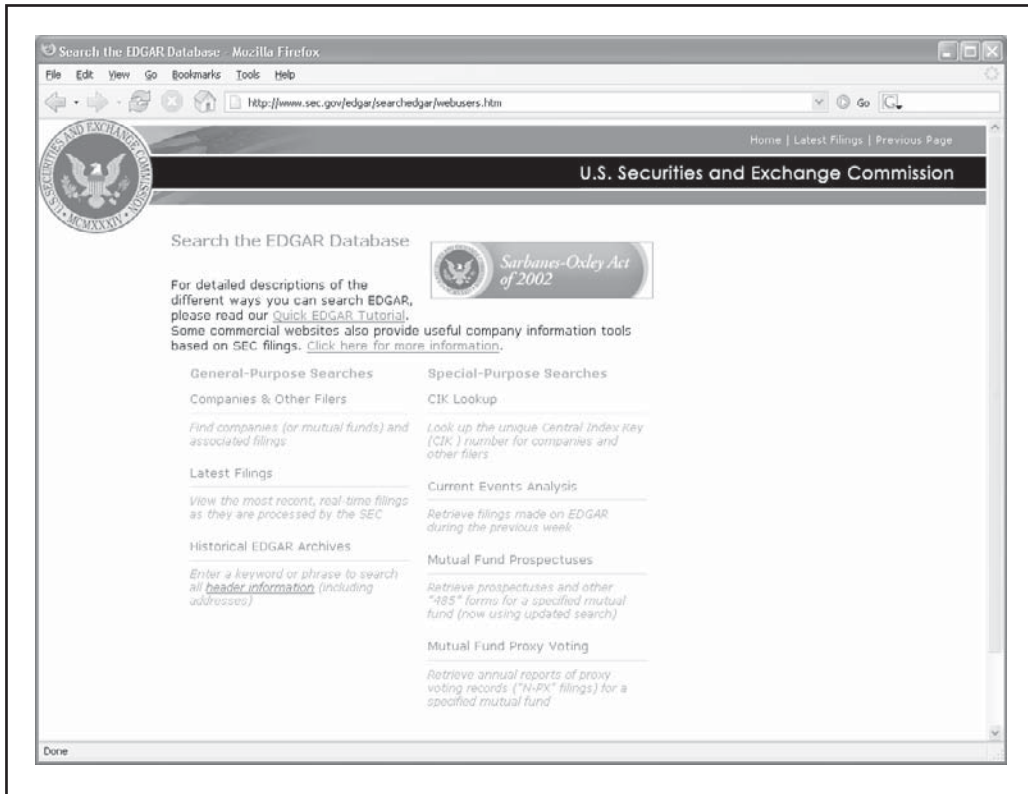 Search the EDGAR Database - Mozilla Firefox
File Edit View Go Bookmarks Tools Help
http://www.sec.gov/edgar/searchedgar/webusers.htm Go
Home | Latest Filings | Previous Page
U.S. Securities and Exchange Commission
U.S. SECURITIES AND EXCHANGE COMMISSION
MCMXXXIV
Search the EDGAR Database
Sarbanes-Oxley Act
of 2002
For detailed descriptions of the
different ways you can search EDGAR,
please read our Quick EDGAR Tutorial.
Some commercial websites also provide useful company information tools
based on SEC filings. Click here for more information.
General-Purpose Searches
Companies & Other Filers
Find companies (or mutual funds) and
associated filings
Latest Filings
View the most recent, real-time filings
as they are processed by the SEC
Historical EDGAR Archives
Enter a keyword or phrase to search
all header information (including
addresses)
Special-Purpose Searches
CIK Lookup
Look up the unique Central Index Key
(CIK ) number for companies and
other filers
Current Events Analysis
Retrieve filings made on EDGAR
during the previous week
Mutual Fund Prospectuses
Retrieve prospectuses and other
"485" forms for a specified mutual
fund (now using updated search)
Mutual Fund Proxy Voting
Retrieve annual reports of proxy
voting records ("N-PX" filings) for a
specified mutual fund
Done